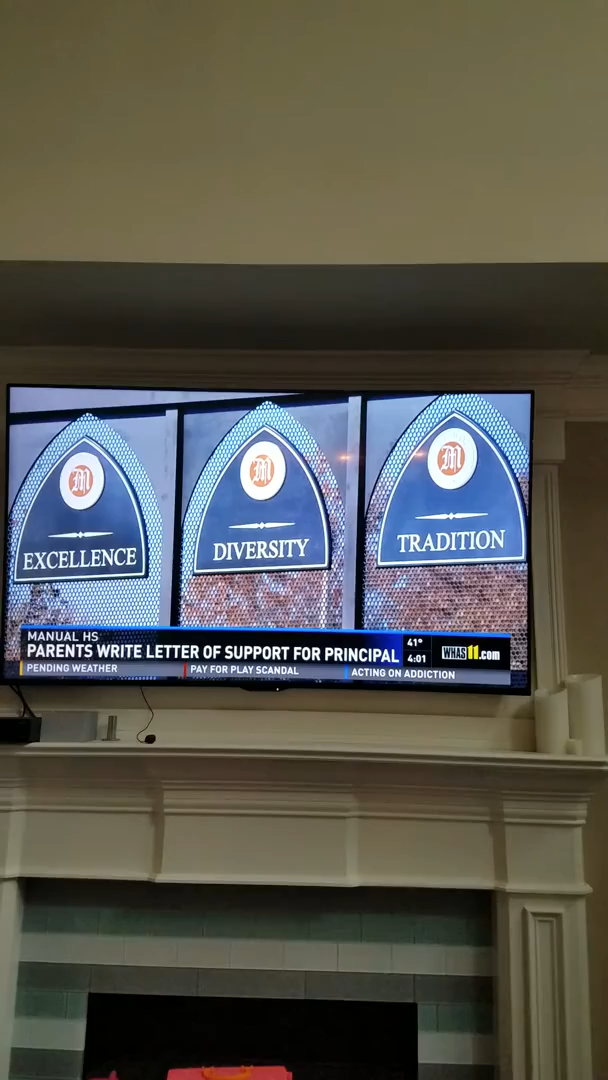 M
M
M
EXCELLENCE
DIVERSITY
TRADITION
MANUAL HS
PARENTS WRITE LETTER OF SUPPORT FOR PRINCIPAL
41°
4:01
WHAS11.com
PENDING WEATHER
PAY FOR PLAY SCANDAL
ACTING ON ADDICTION